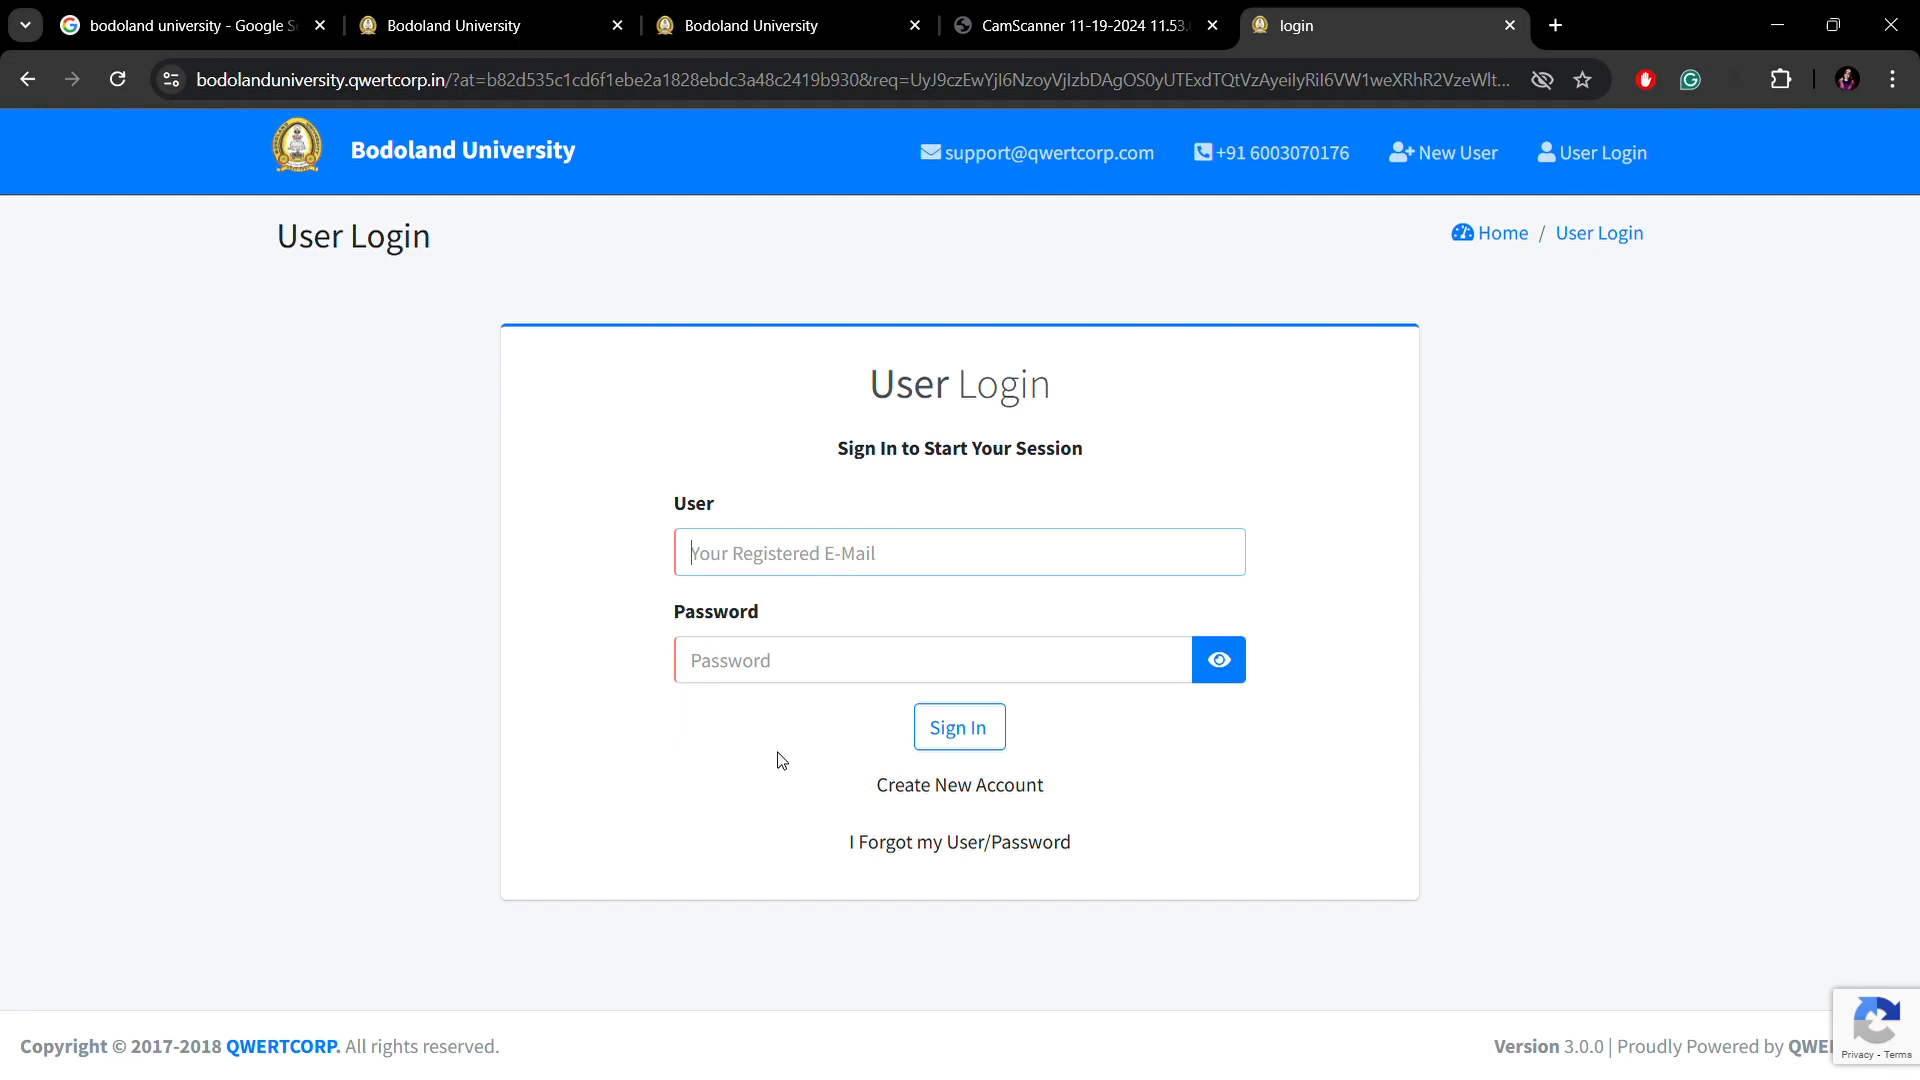 bodoland university - Google S
Bodoland University
Bodoland University
CamScanner 11-19-2024 11.53.
login
bodolanduniversity.qwertcorp.in/?at=b82d535c1cd6f1ebe2a1828ebdc3a48c2419b930&req=UyJ9czEwYjI6NzoyVjIzbDAgOS0yUTExdTQtVzAyeiIyRiI6VW1weXRhR2VzeWlt...
Bodoland University
support@qwertcorp.com
+91 6003070176
New User
User Login
User Login
Home / User Login
User Login
Sign In to Start Your Session
User
Your Registered E-Mail
Password
Password
Sign In
Create New Account
I Forgot my User/Password
Copyright © 2017-2018 QWERTCORP. All rights reserved.
Version 3.0.0 | Proudly Powered by QWE
Privacy - Terms